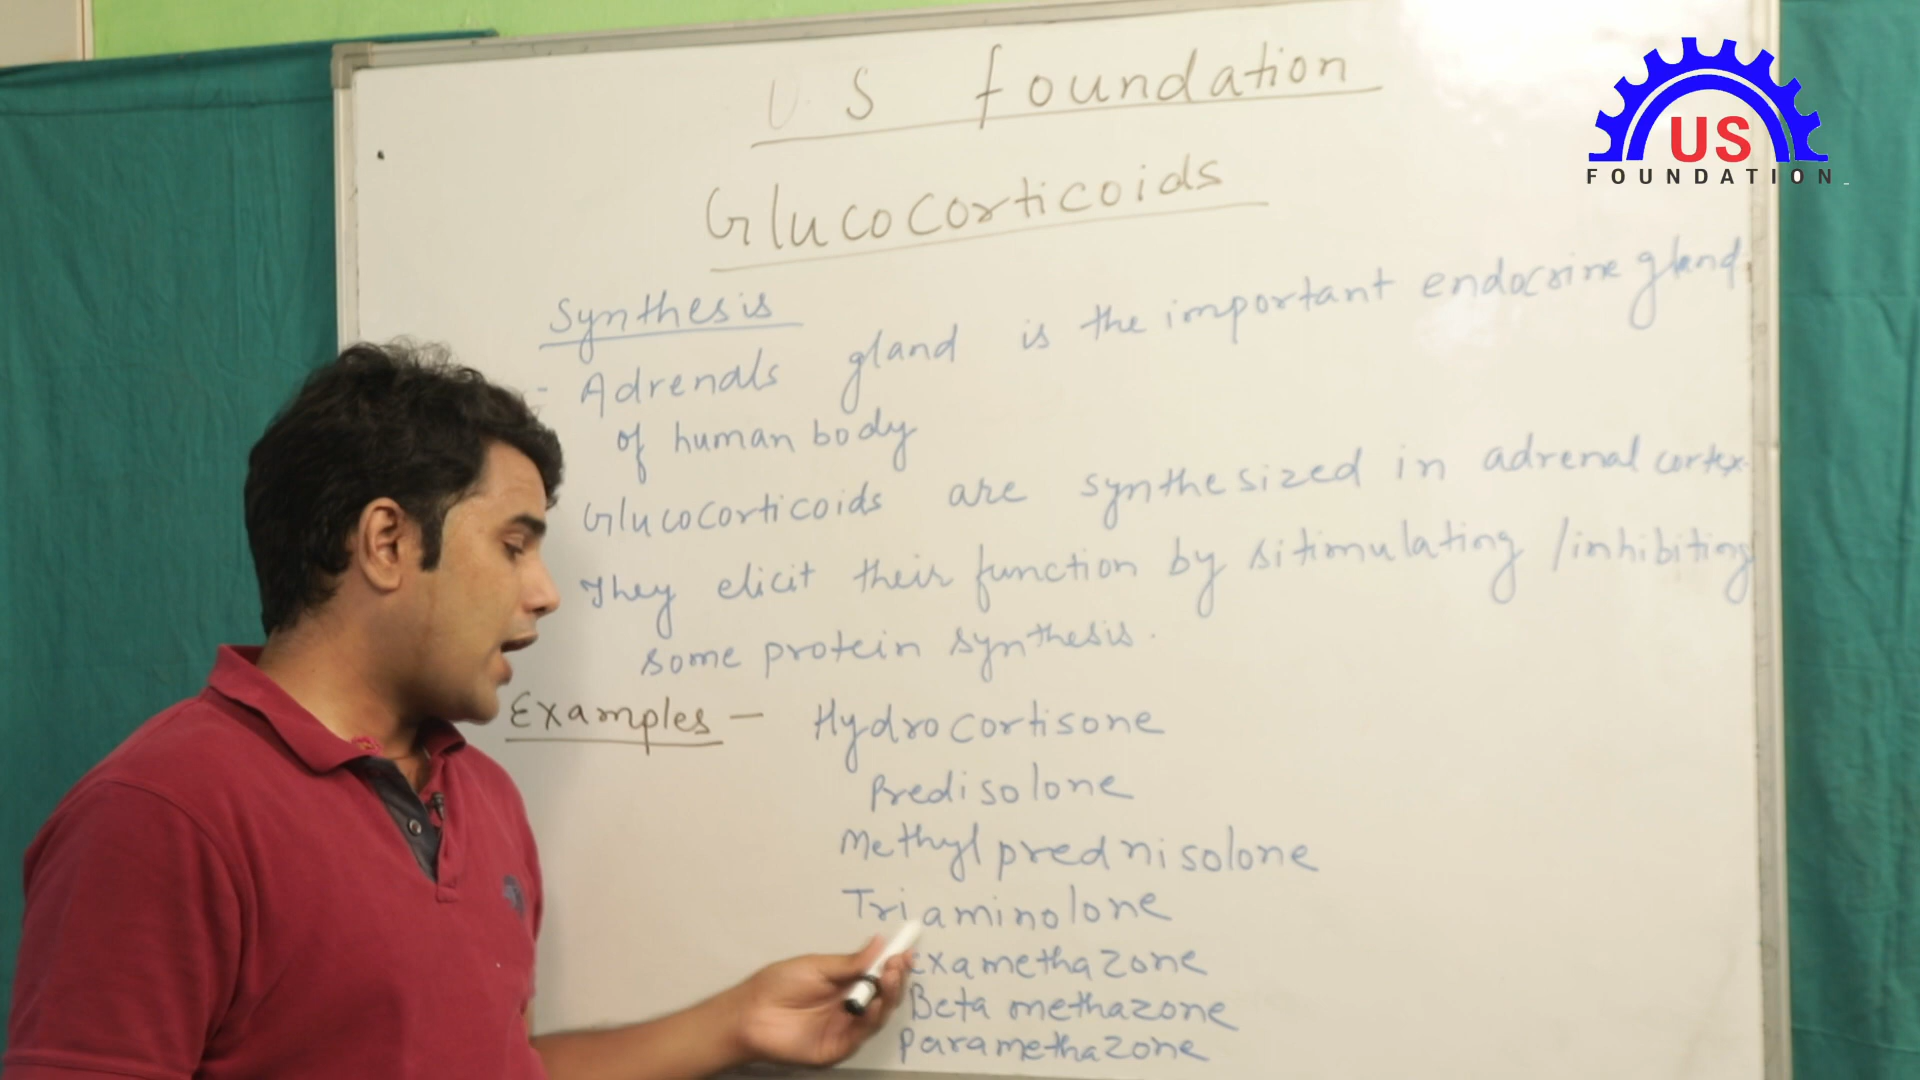 US Foundation
Glucocorticoids
US
FOUNDATION
Synthesis
- Adrenals gland is the important endocrine gland
of human body
Glucocorticoids are synthesized in adrenal cortex.
They elicit their function by sitimulating /inhibiting
some protein synthesis.
Examples - Hydrocortisone
Predisolone
Methylprednisolone
Triaminolone
examethazone
Beta methazone
Paramethazone